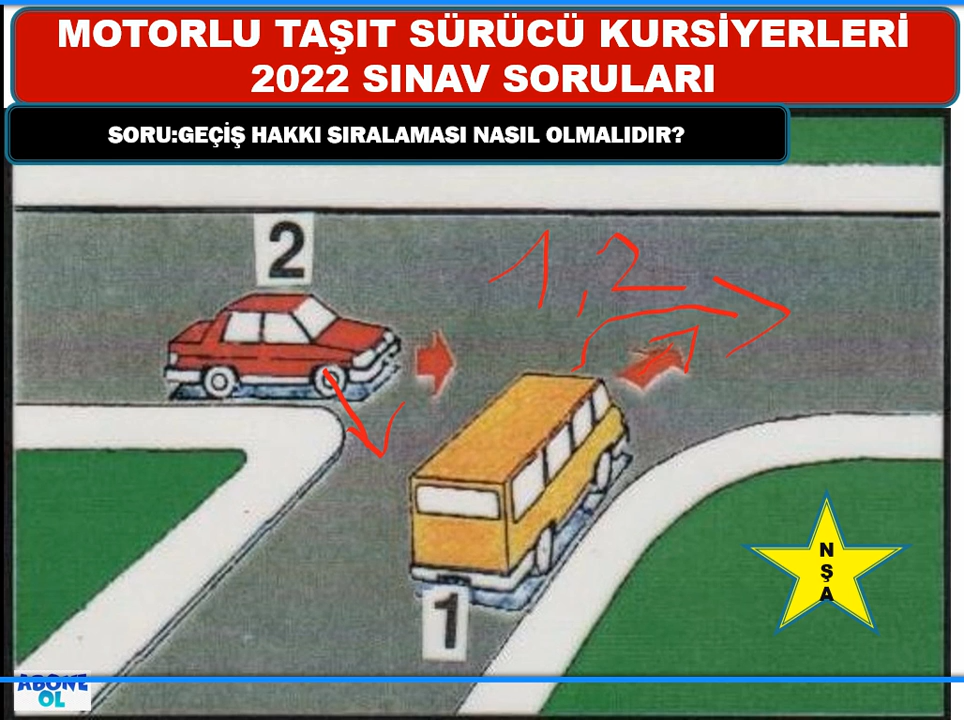 MOTORLU TAŞIT SÜRÜCÜ KURSİYERLERİ
2022 SINAV SORULARI
SORU:GEÇİŞ HAKKI SIRALAMASI NASIL OLMALIDIR?
2
1,2
1
N
Ş
A
ABONE
OL